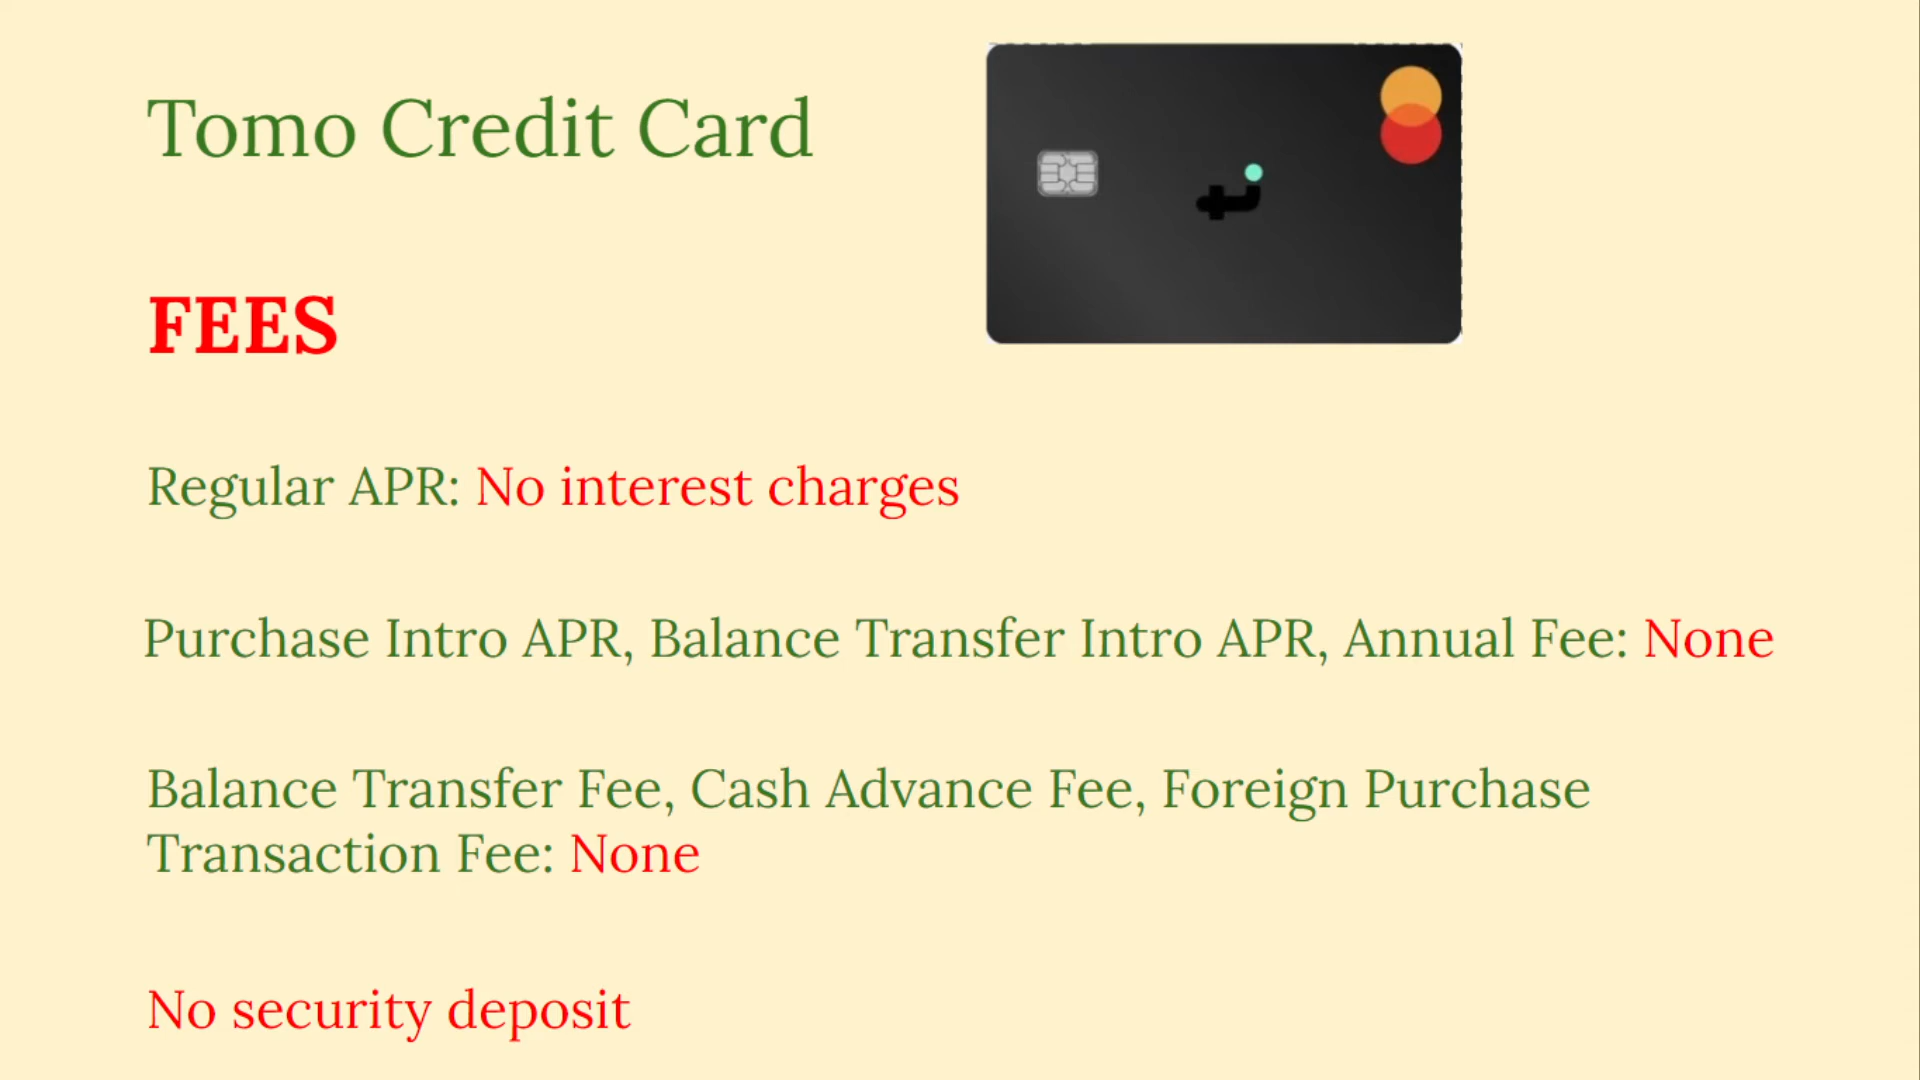 Tomo Credit Card
FEES
Regular APR: No interest charges
Purchase Intro APR, Balance Transfer Intro APR, Annual Fee: None
Balance Transfer Fee, Cash Advance Fee, Foreign Purchase
Transaction Fee: None
No security deposit